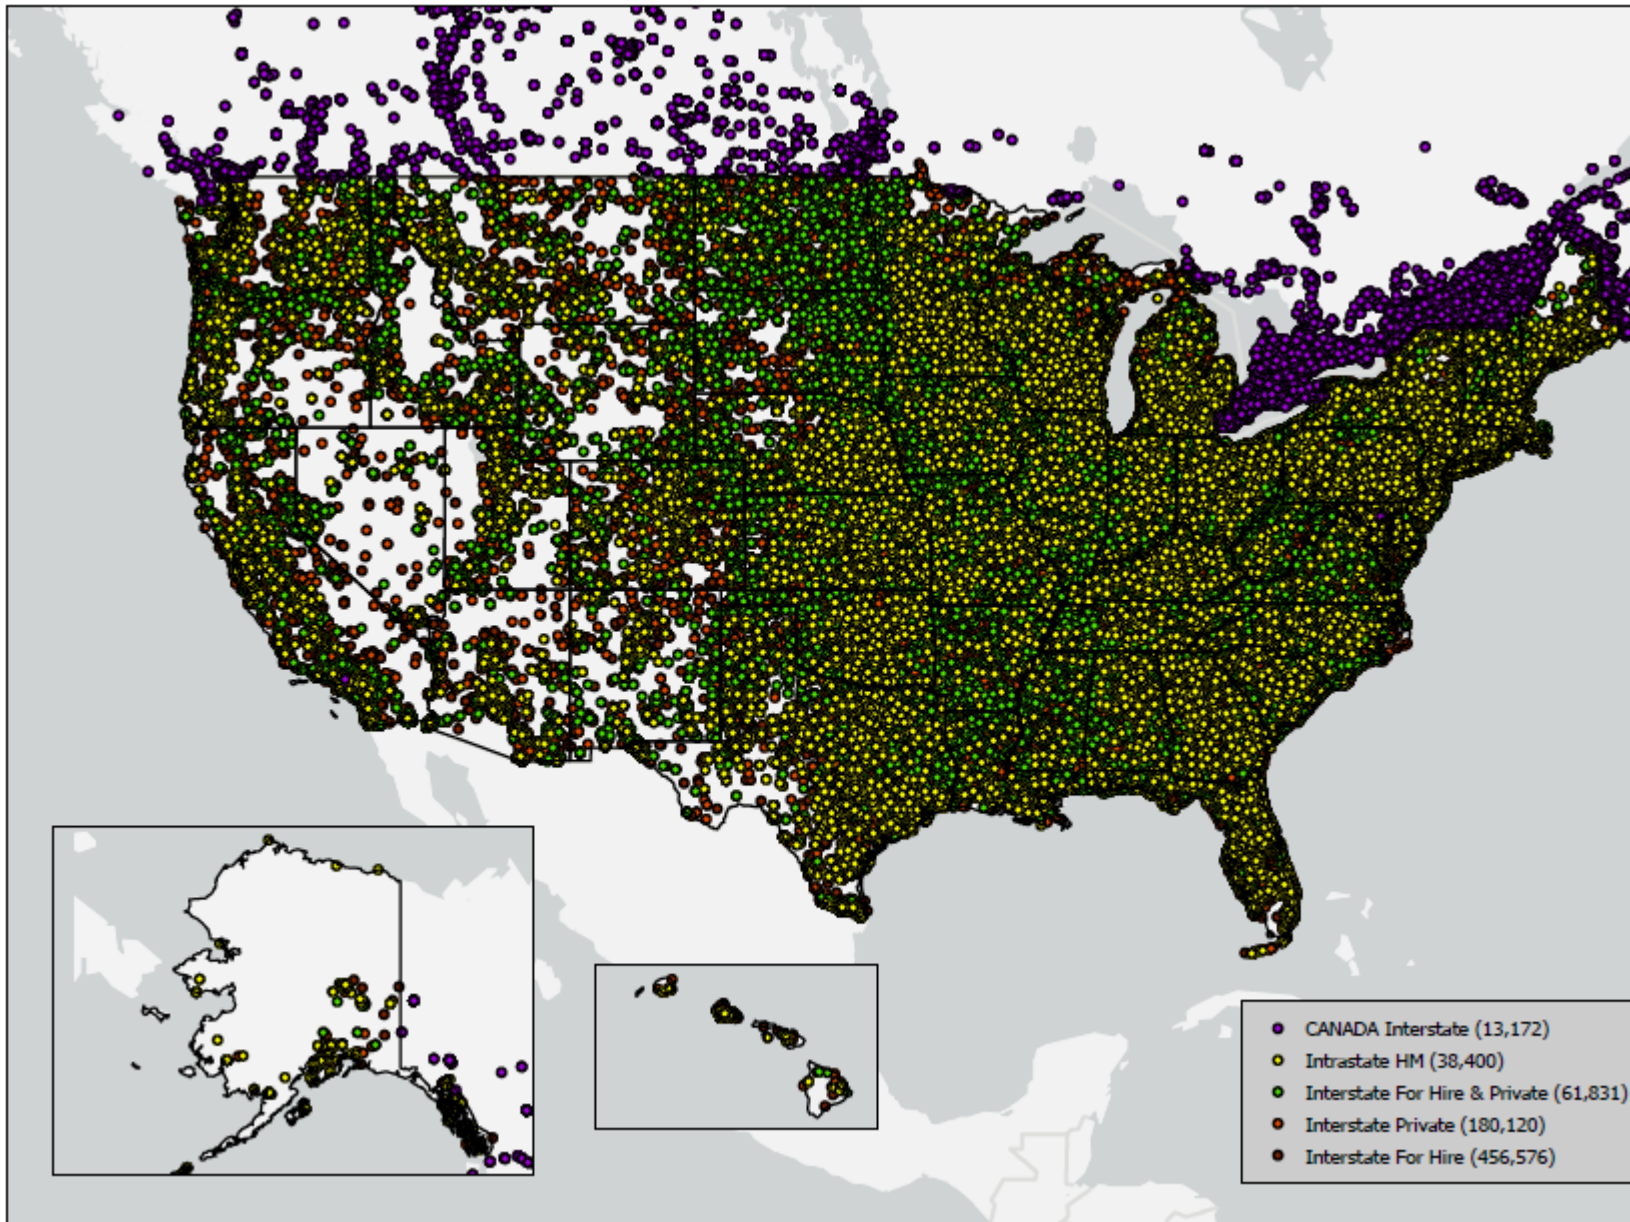 CANADA Interstate (13,172)
Intrastate HM (38,400)
Interstate For Hire & Private (61,831)
Interstate Private (180,120)
Interstate For Hire (456,576)